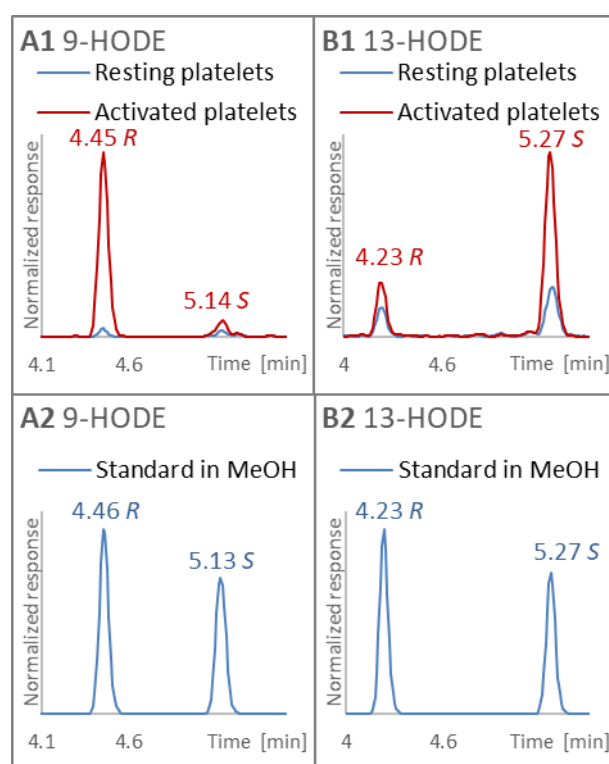 A1 9-HODE
Resting platelets
Activated platelets
4.45 R
5.14 S
Normalized response
4.1 4.6 Time [min]
B1 13-HODE
Resting platelets
Activated platelets
5.27 S
4.23 R
Normalized response
4 4.6 Time [min]
A2 9-HODE
Standard in MeOH
4.46 R
5.13 S
Normalized response
4.1 4.6 Time [min]
B2 13-HODE
Standard in MeOH
4.23 R
5.27 S
Normalized response
4 4.6 Time [min]